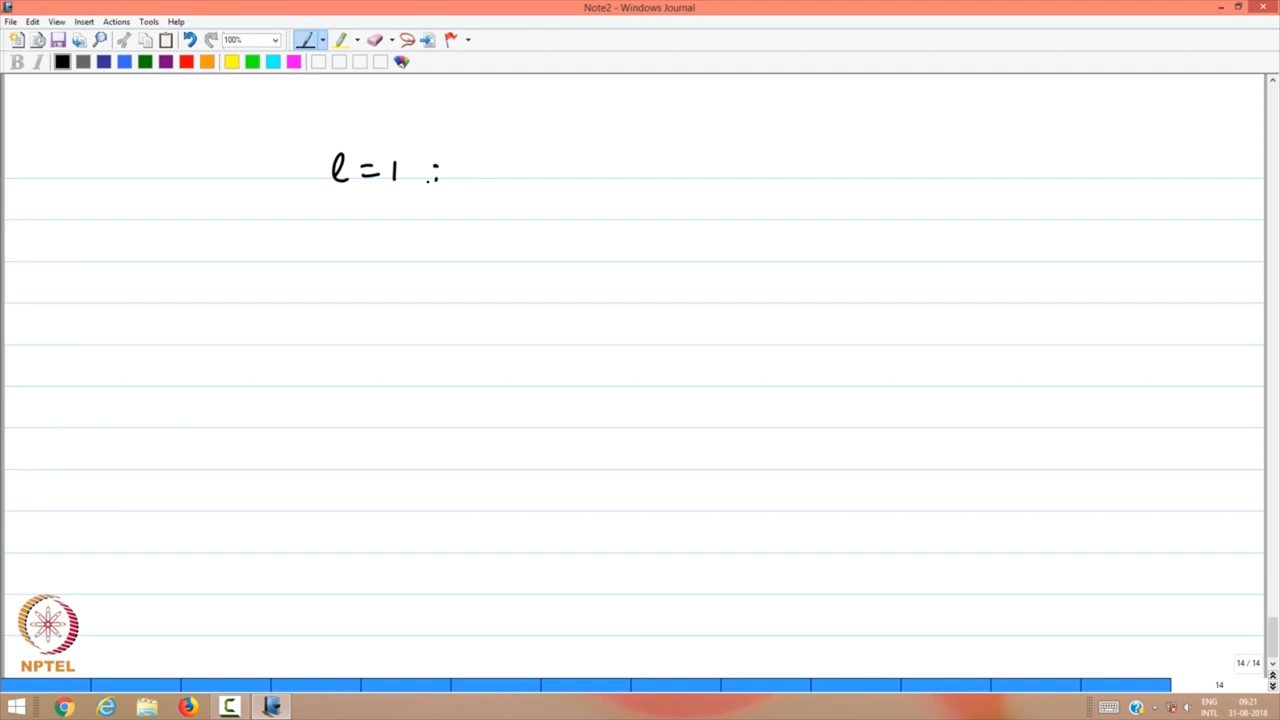 Note2 - Windows Journal
File Edit View Insert Actions Tools Help
100%
B I
l = 1 :
NPTEL
14 / 14
14
ENG 09:21
INTL 31-08-2018